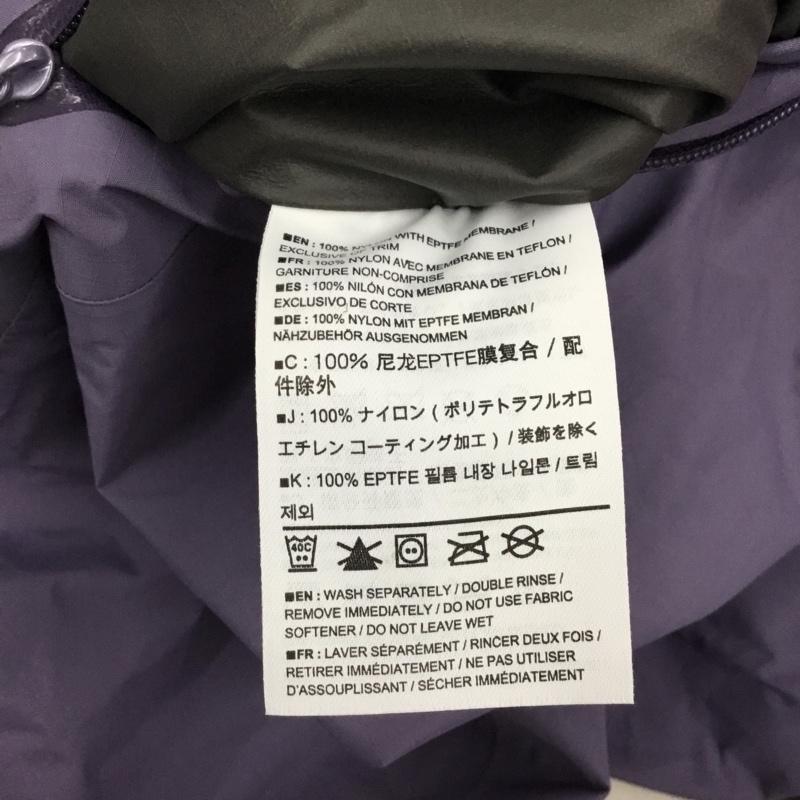 ■EN : 100% NYLON WITH EPTFE MEMBRANE /
EXCLUSIVE OF TRIM
■FR : 100% NYLON AVEC MEMBRANE EN TEFLON /
GARNITURE NON-COMPRISE
■ES : 100% NILÓN CON MEMBRANA DE TEFLÓN /
EXCLUSIVO DE CORTE
■DE : 100% NYLON MIT EPTFE MEMBRAN /
NÄHZUBEHÖR AUSGENOMMEN
■C : 100% 尼龙EPTFE膜复合 / 配
件除外
■J : 100% ナイロン ( ポリテトラフルオロ
エチレン コーティング加工 ) / 装飾を除く
■K : 100% EPTFE 필름 내장 나일론 / 트림
제외
40C
■EN : WASH SEPARATELY / DOUBLE RINSE /
REMOVE IMMEDIATELY / DO NOT USE FABRIC
SOFTENER / DO NOT LEAVE WET
■FR : LAVER SÉPARÉMENT / RINCER DEUX FOIS /
RETIRER IMMÉDIATEMENT / NE PAS UTILISER
D'ASSOUPLISSANT / SÉCHER IMMÉDIATEMENT